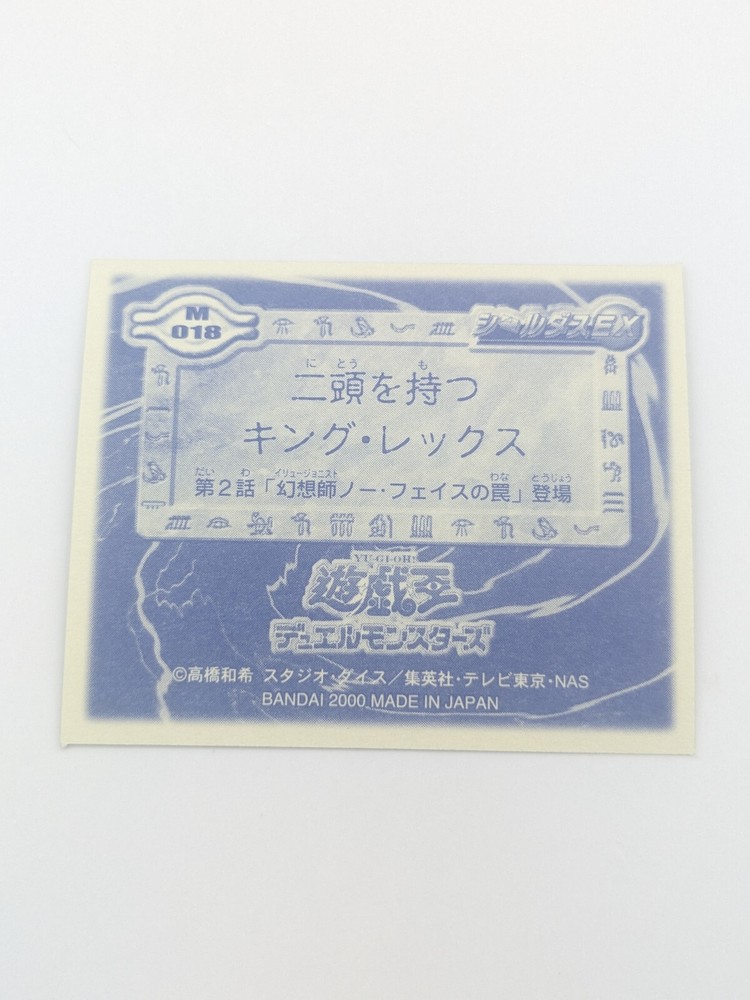 M
018
シールダスEX
にとうも
二頭を持つ
キング・レックス
だいわイリュージョニストわなとうじょう
第2話「幻想師ノー・フェイスの罠」登場
YU-GI-OH!
遊戯王
デュエルモンスターズ
©高橋和希 スタジオ・ダイス/集英社・テレビ東京・NAS
BANDAI 2000 MADE IN JAPAN